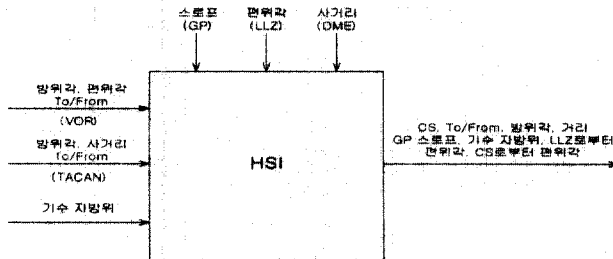 스로프
(GP)
편위각
(LLZ)
사거리
(DME)
방위각, 편위각
To/From
(VOR)
방위각, 사거리
To/From
(TACAN)
기수 자방위
HSI
CS, To/From, 방위각, 거리
GP 스로프, 기수 자방위, LLZ로부터
편위각, CS로부터 편위각